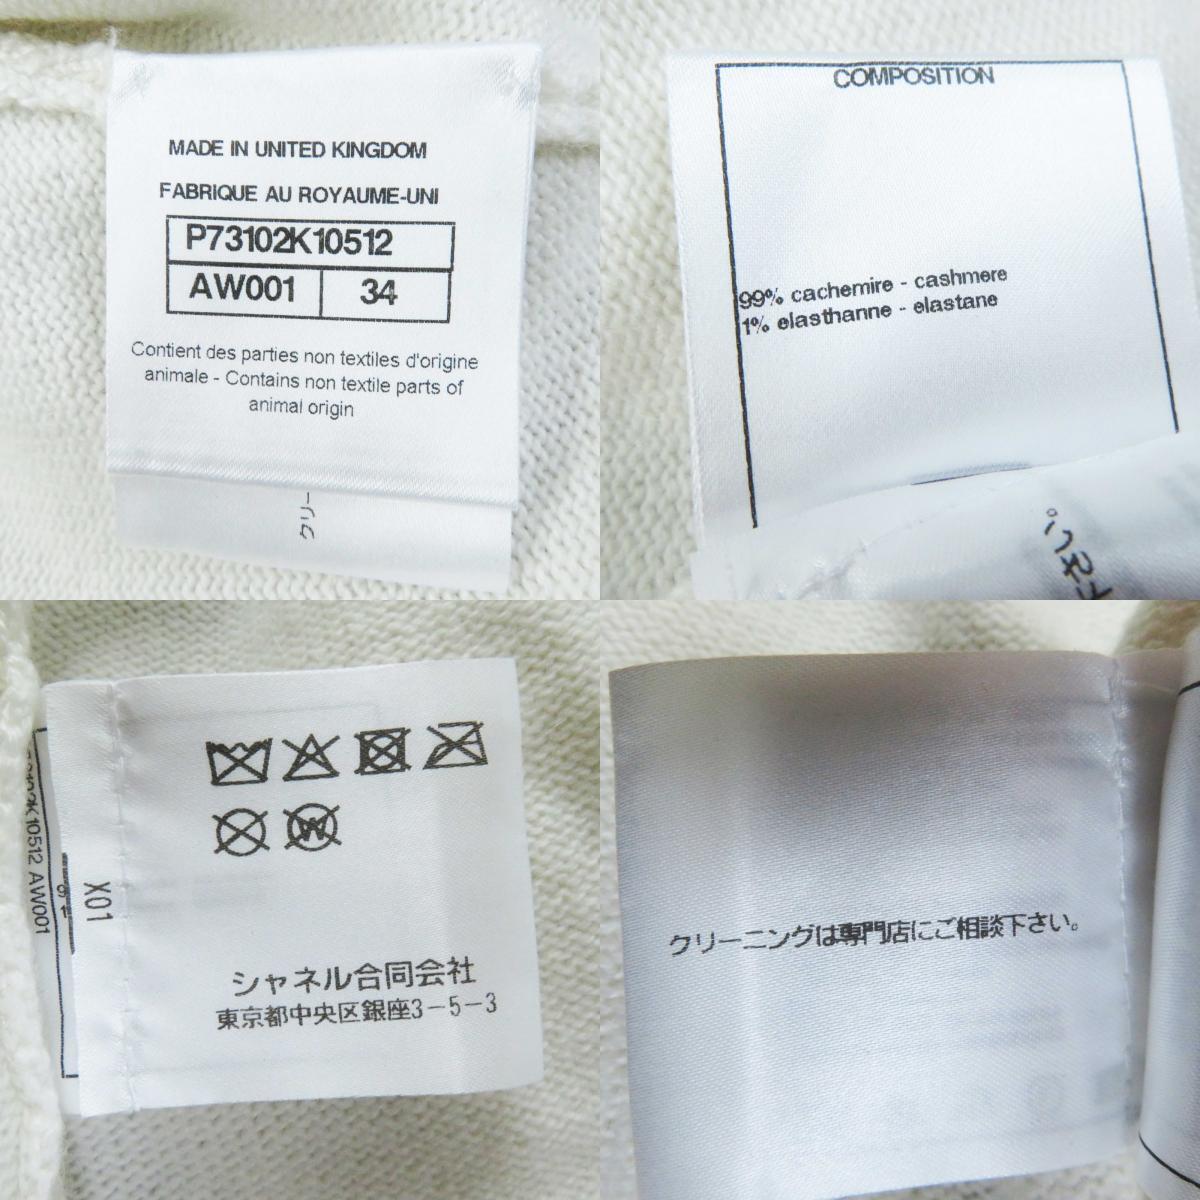 MADE IN UNITED KINGDOM
FABRIQUE AU ROYAUME-UNI
P73102K10512
AW001 34
Contient des parties non textiles d'origine
animale - Contains non textile parts of
animal origin
クリー
COMPOSITION
99% cachemire - cashmere
1% elasthanne - elastane
さい。
K10512 AW001
X01
W
シャネル合同会社
東京都中央区銀座3-5-3
クリーニングは専門店にご相談下さい。